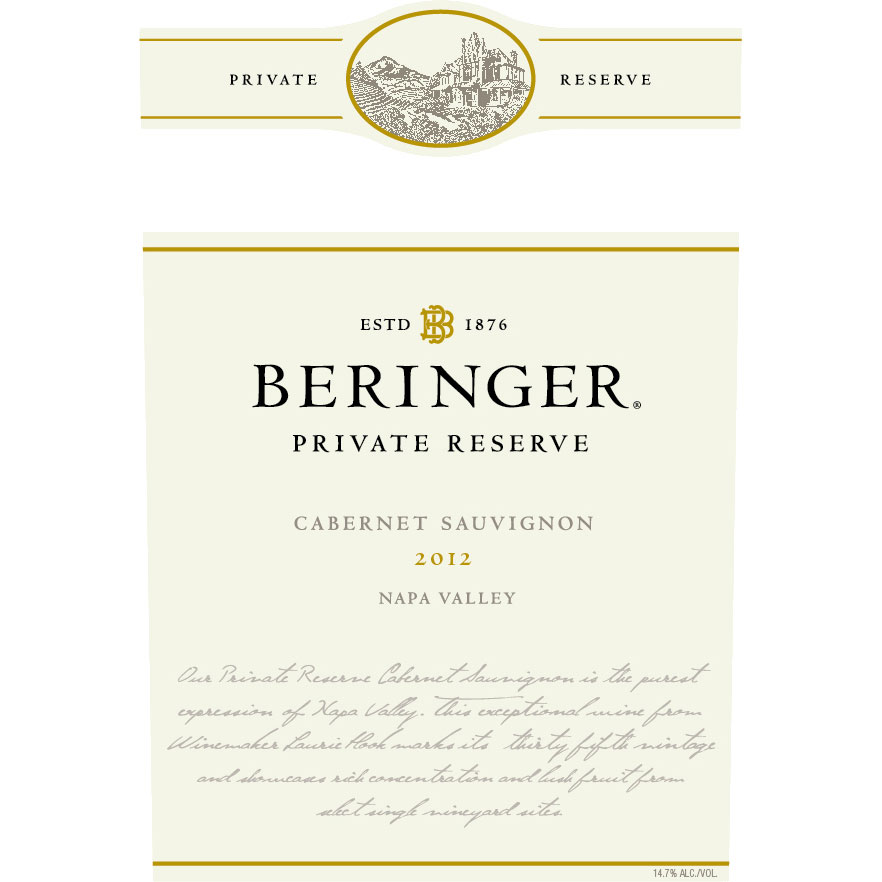 PRIVATE RESERVE
ESTD BB 1876
BERINGER®
PRIVATE RESERVE
CABERNET SAUVIGNON
2012
NAPA VALLEY
Our Private Reserve Cabernet Sauvignon is the purest
expression of Napa Valley. This exceptional wine from
Winemaker Laurie Hook marks its thirty fifth vintage
and showcases rich concentration and lush fruit from
select single vineyard sites.
14.7% ALC./VOL.